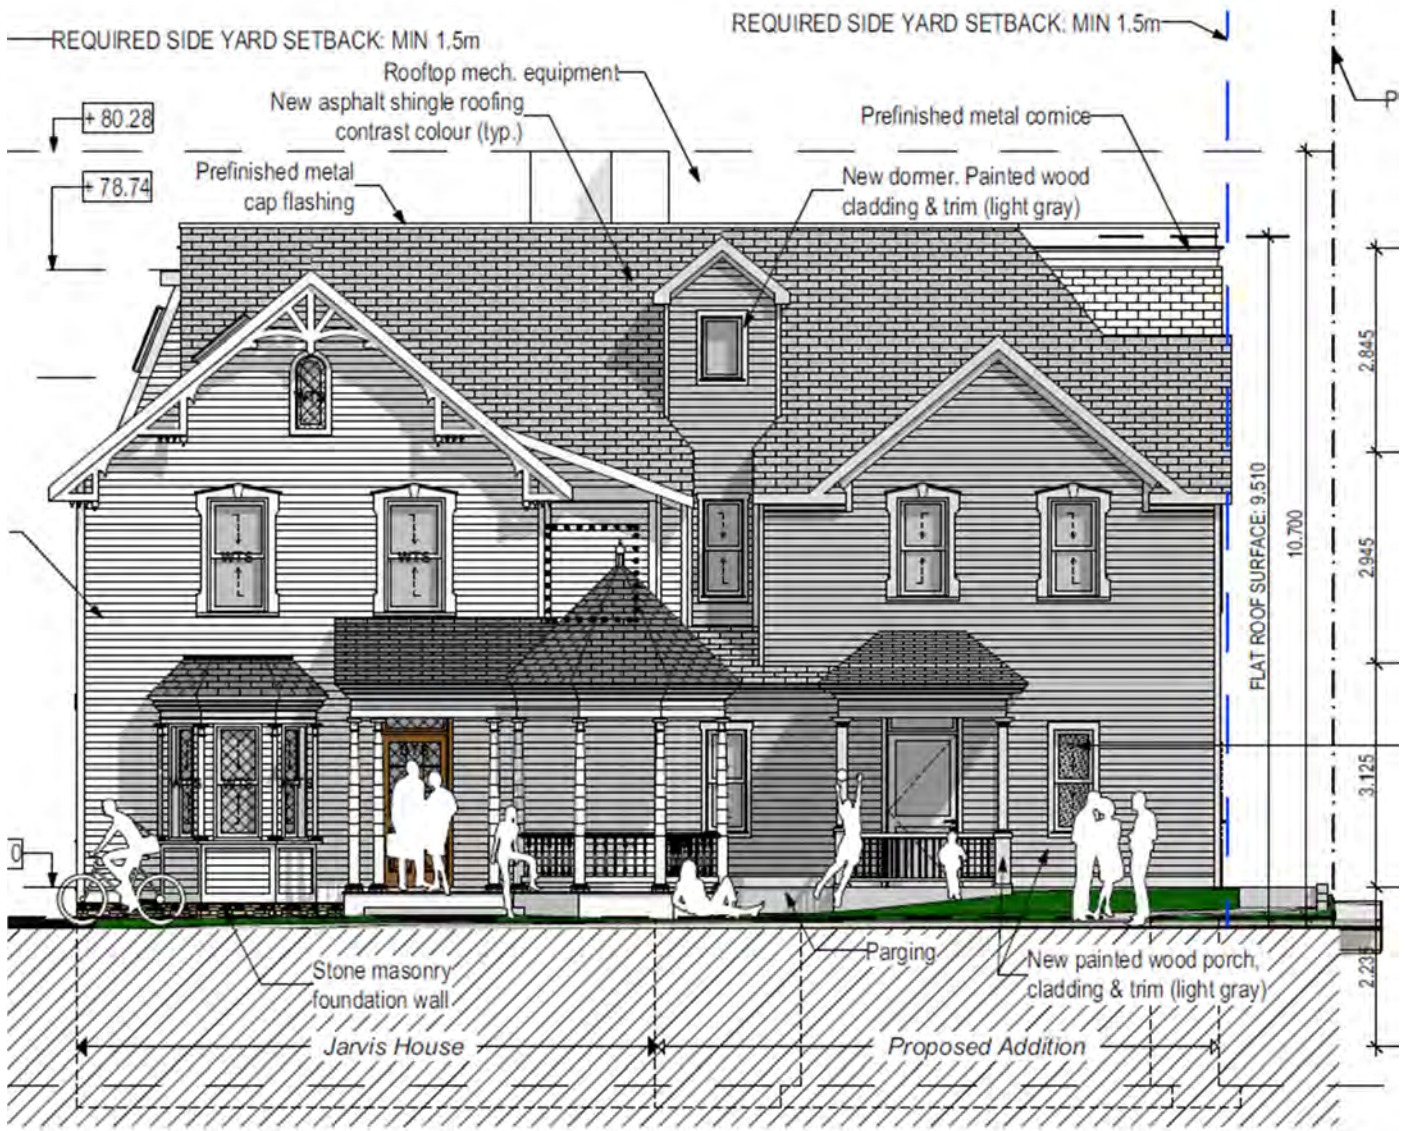 REQUIRED SIDE YARD SETBACK: MIN 1.5m
REQUIRED SIDE YARD SETBACK: MIN 1.5m
Rooftop mech. equipment
New asphalt shingle roofing
contrast colour (typ.)
Prefinished metal cornice
+ 80.28
+ 78.74
Prefinished metal
cap flashing
New dormer. Painted wood
cladding & trim (light gray)
2.845
WTS
WTS
FLAT ROOF SURFACE: 9.510
10.700
2.945
3.125
0
Parging
Stone masonry
foundation wall
New painted wood porch,
cladding & trim (light gray)
2.235
Jarvis House
Proposed Addition